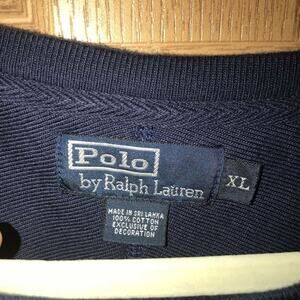 Polo
by Ralph Lauren
XL
MADE IN SRI LANKA
100% COTTON
EXCLUSIVE OF
DECORATION